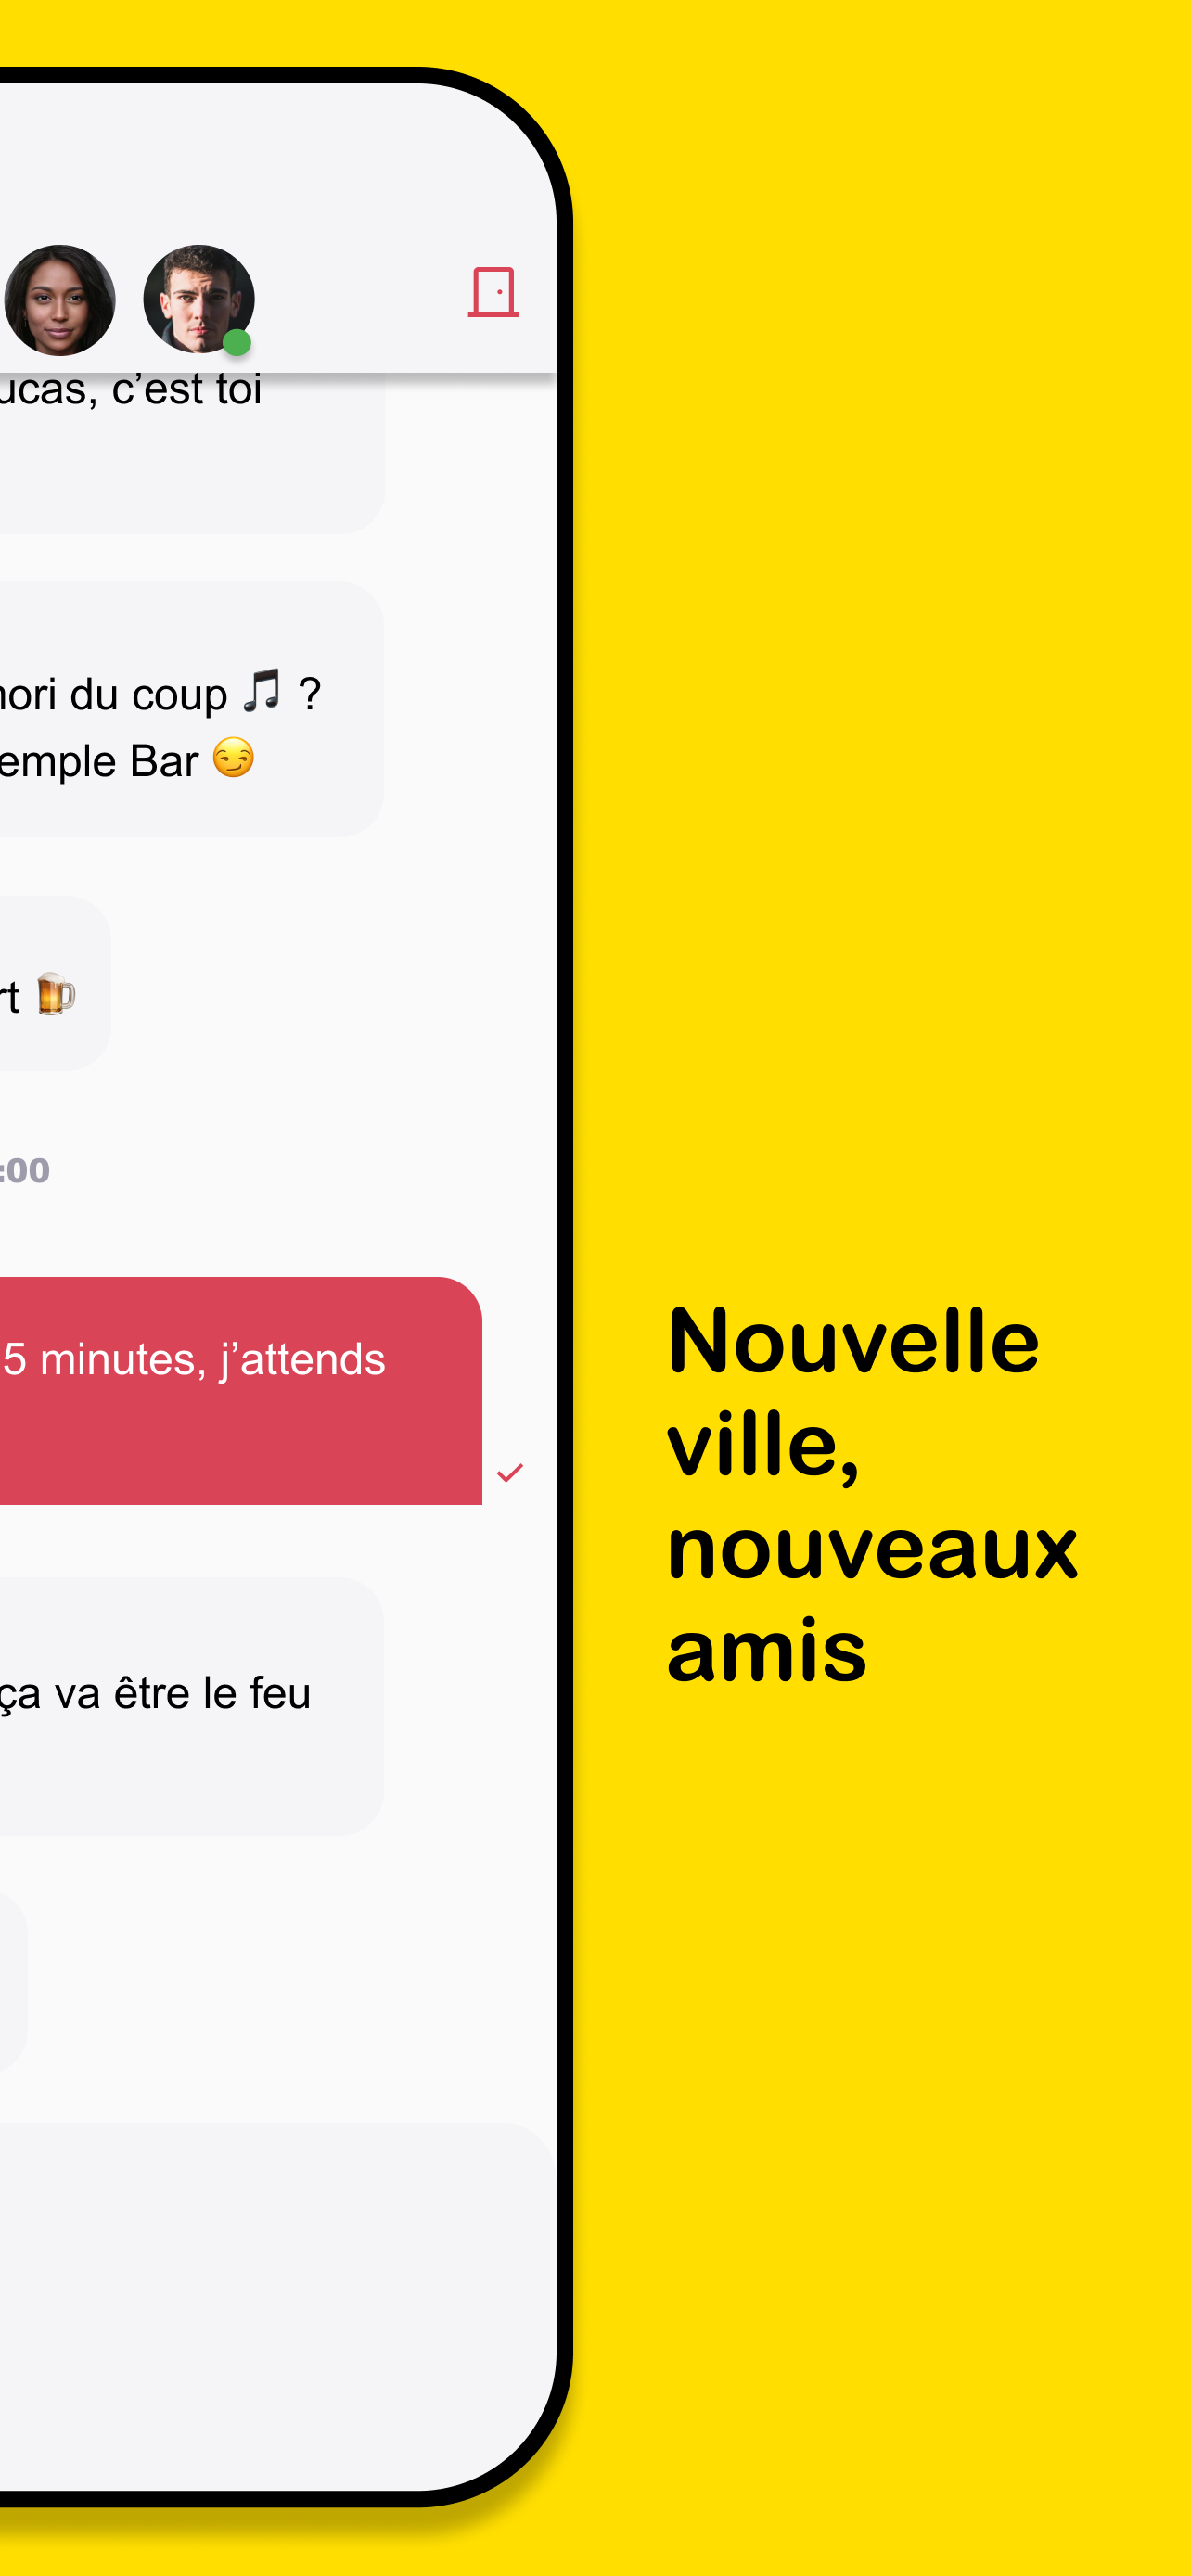 ucas, c’est toi
ori du coup 🎵 ?
emple Bar 😏
rt 🍺
:00
5 minutes, j’attends
ça va être le feu
Nouvelle
ville,
nouveaux
amis